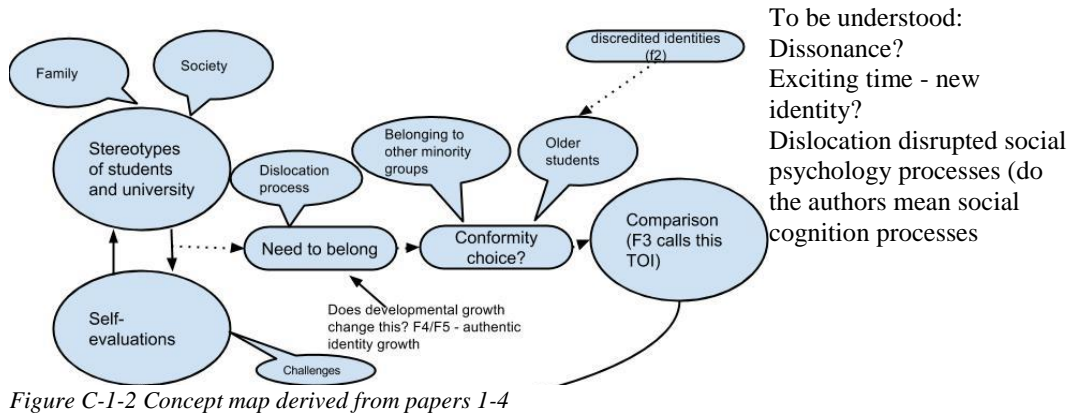 discredited identities
(f2)
Family
Society
Stereotypes
of students
and university
Dislocation
process
Belonging to
other minority
groups
Older
students
Need to belong
Conformity
choice?
Comparison
(F3 calls this
TOI)
Does developmental growth
change this? F4/F5 - authentic
identity growth
Self-
evaluations
Challenges
To be understood:
Dissonance?
Exciting time - new
identity?
Dislocation disrupted social
psychology processes (do
the authors mean social
cognition processes
Figure C-1-2 Concept map derived from papers 1-4